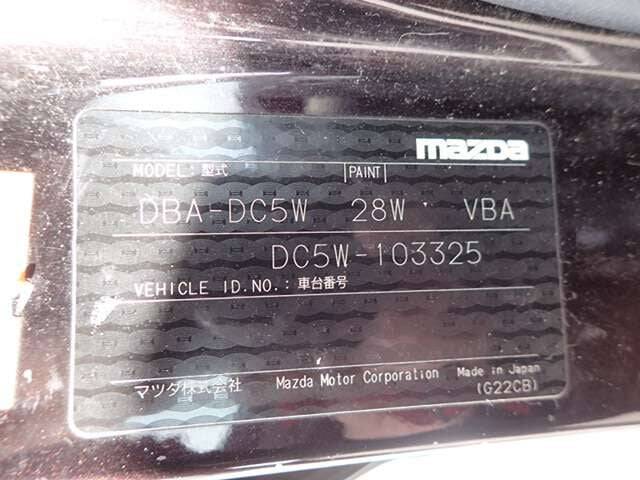 mazDa
MODEL: 型式 PAINT
DBA-DC5W 28W VBA
DC5W-103325
VEHICLE ID.NO.: 車台番号
マツダ株式会社 Mazda Motor Corporation Made in Japan
(G22CB)